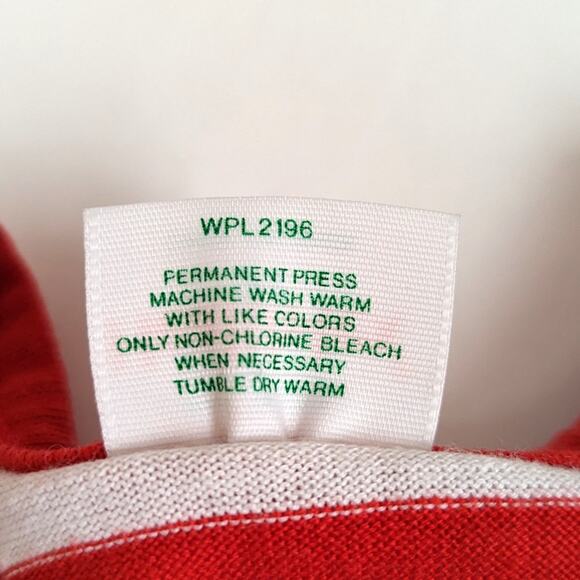 WPL 2196
PERMANENT PRESS
MACHINE WASH WARM
WITH LIKE COLORS
ONLY NON-CHLORINE BLEACH
WHEN NECESSARY
TUMBLE DRY WARM